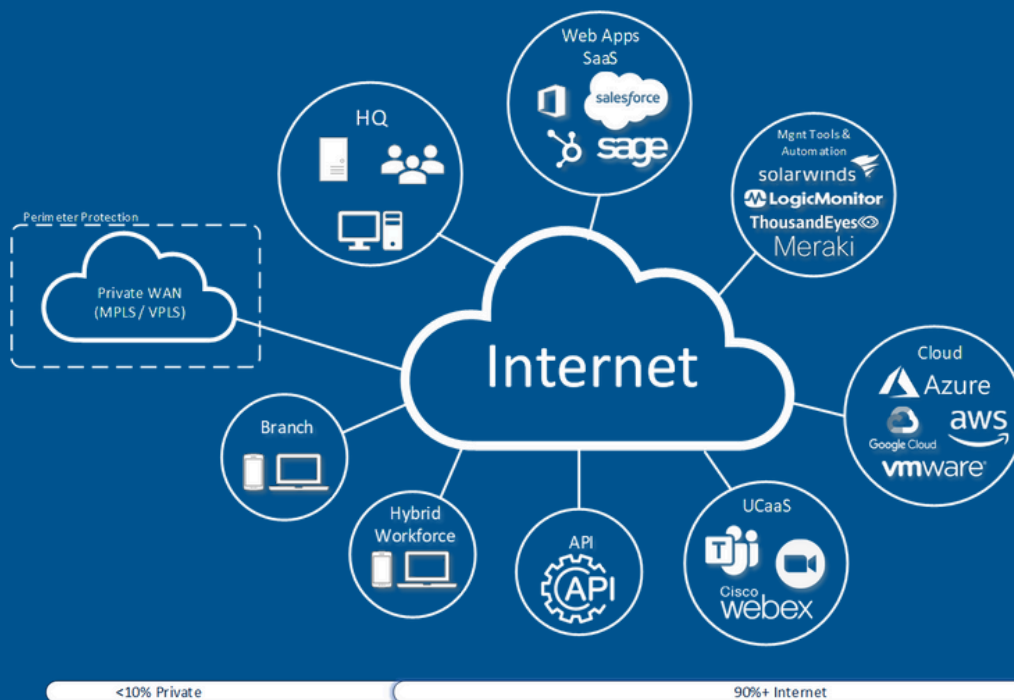 Web Apps
SaaS
salesforce
sage
HQ
Mgnt Tools &
Automation
solarwinds
LogicMonitor
ThousandEyes
Meraki
Perimeter Protection
Private WAN
(MPLS / VPLS)
Internet
Cloud
Azure
Google Cloud
aws
vmware
Branch
Hybrid
Workforce
API
API
UCaaS
T
Cisco
webex
<10% Private
90%+ Internet